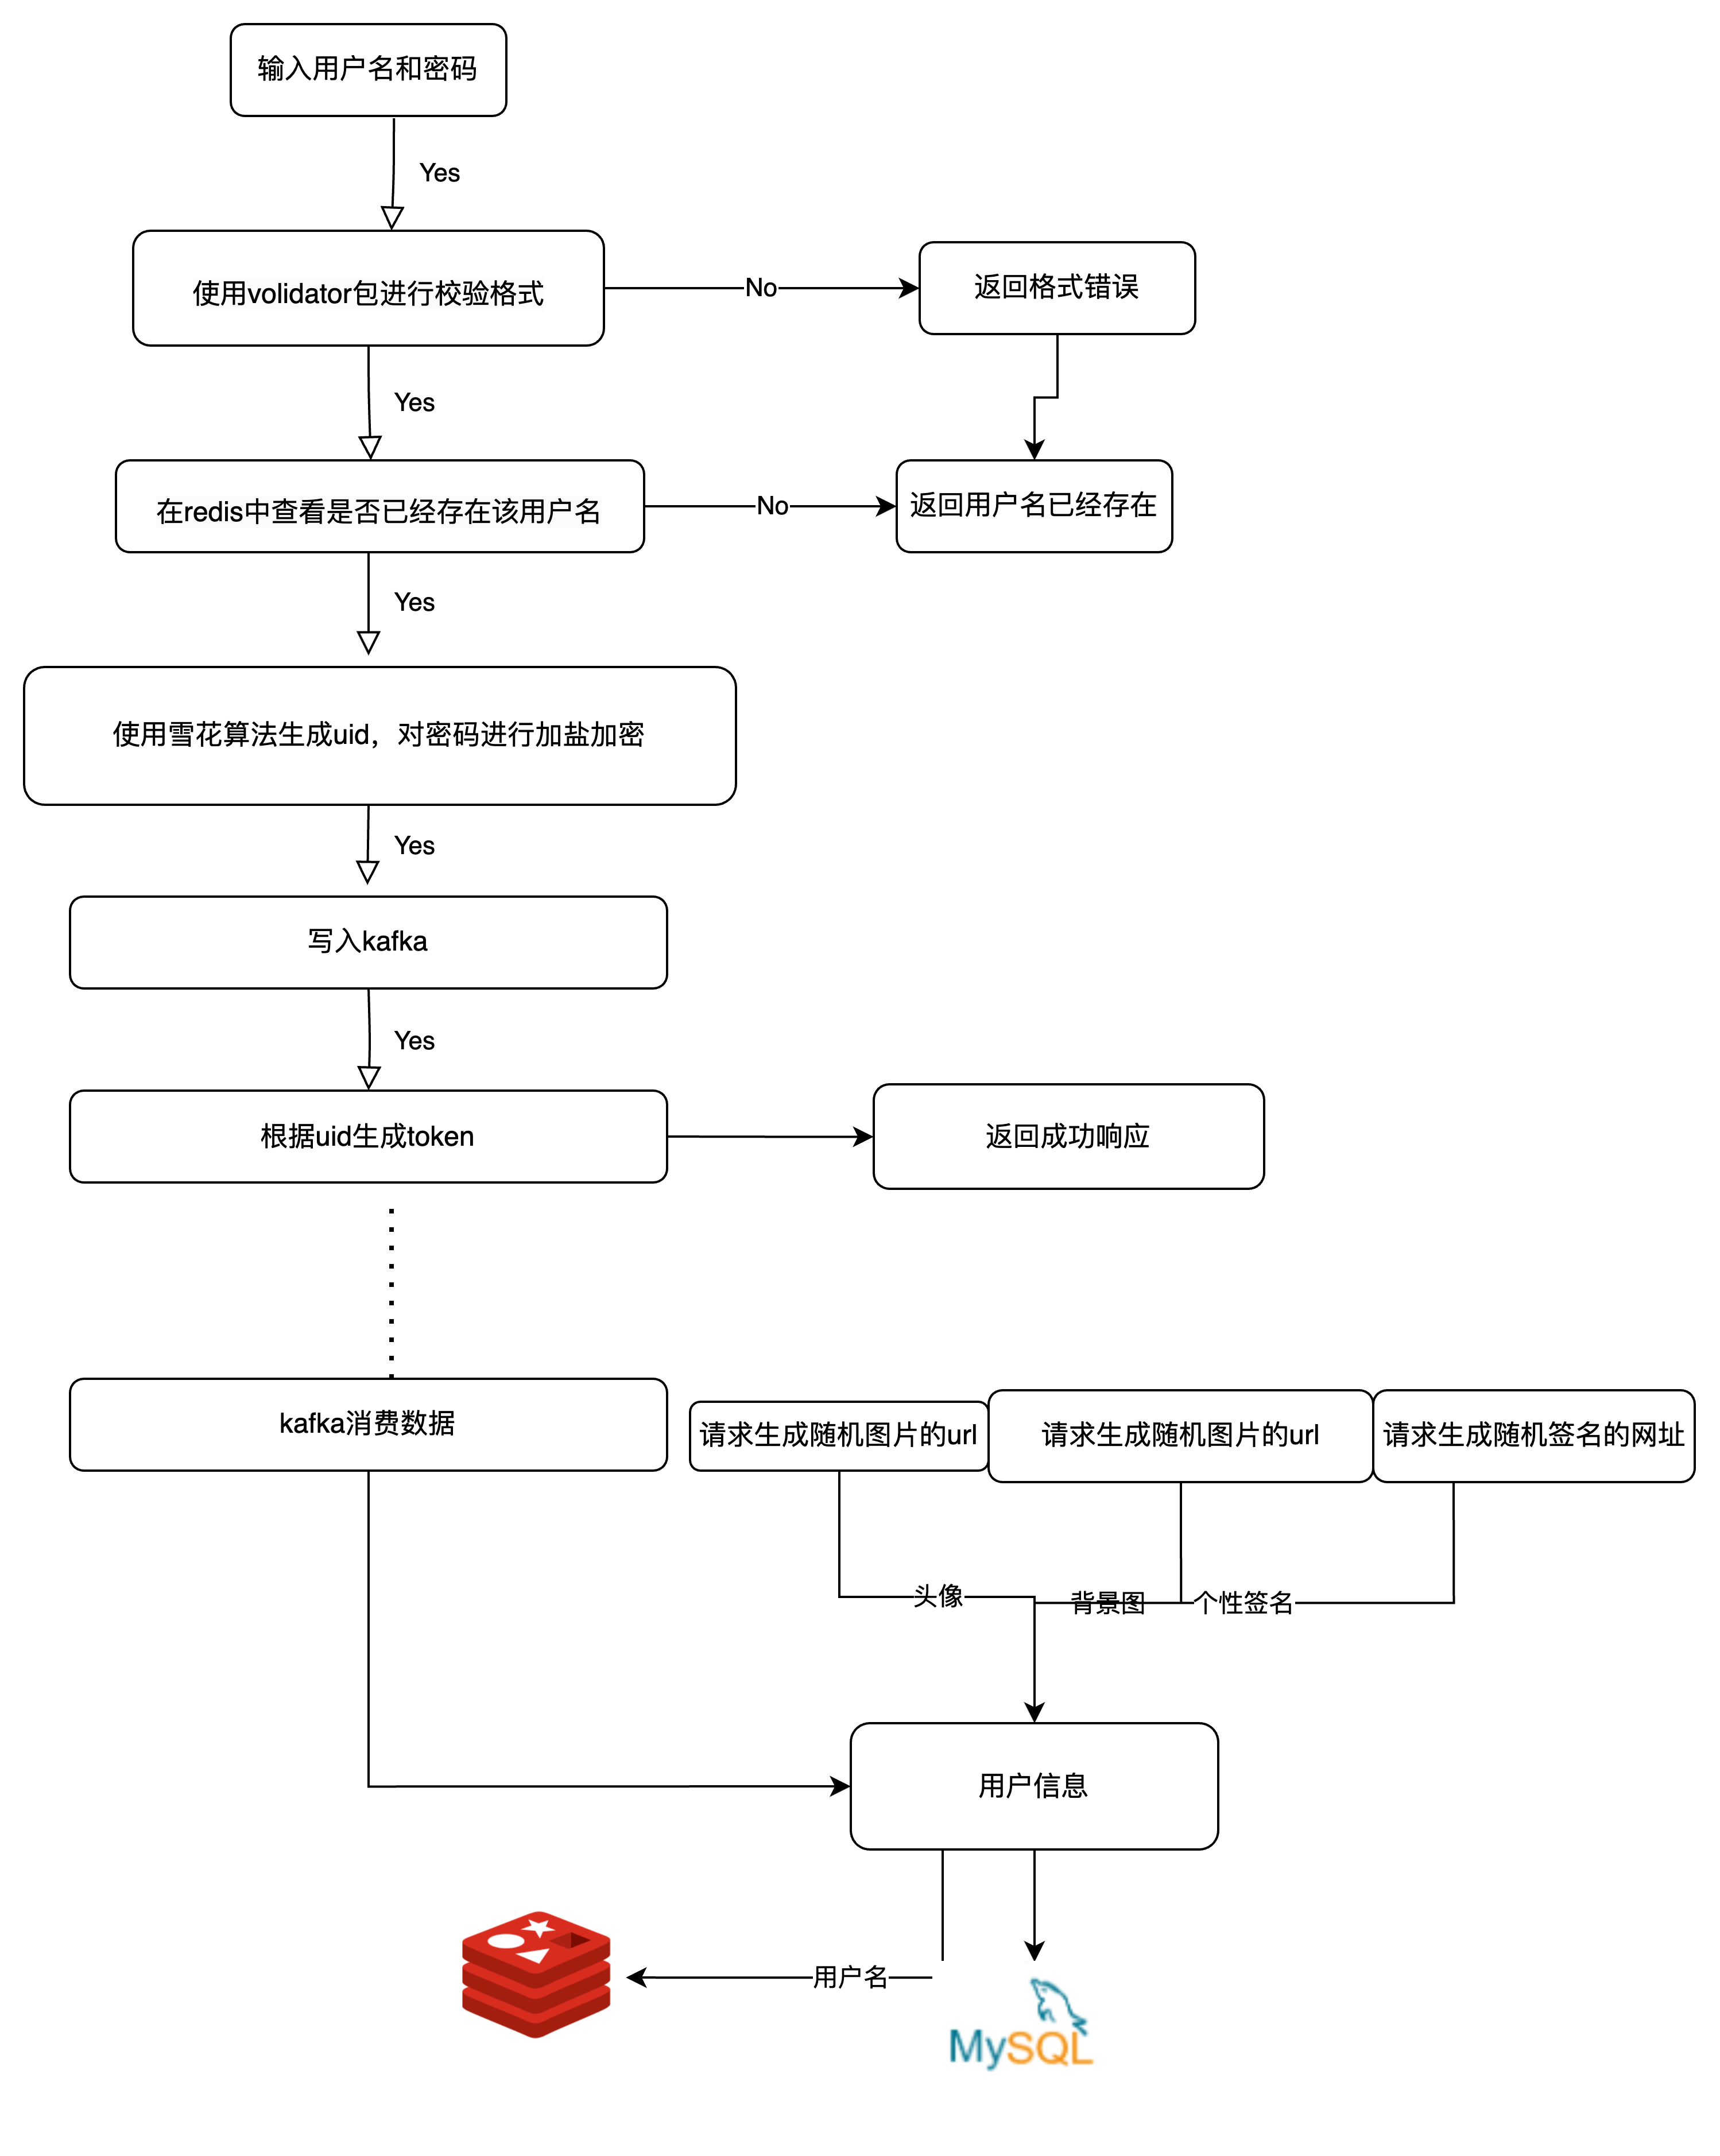 输入用户名和密码
Yes
使用volidator包进行校验格式
No
返回格式错误
Yes
在redis中查看是否已经存在该用户名
No
返回用户名已经存在
Yes
使用雪花算法生成uid，对密码进行加盐加密
Yes
写入kafka
Yes
根据uid生成token
返回成功响应
kafka消费数据
请求生成随机图片的url
请求生成随机图片的url
请求生成随机签名的网址
头像
背景图
个性签名
用户信息
用户名
MySQL